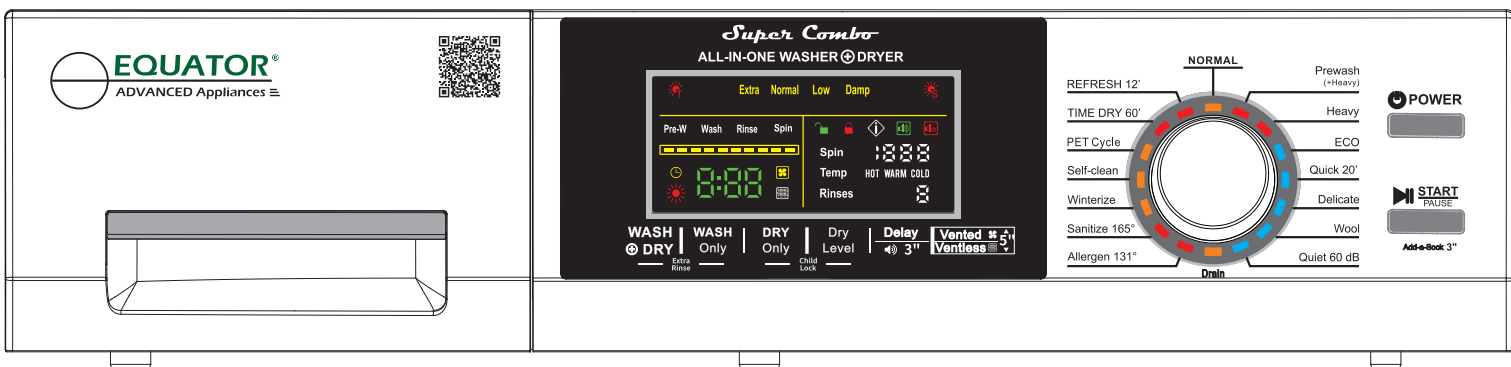 EQUATOR®
ADVANCED Appliances
Super Combo
ALL-IN-ONE WASHER + DRYER
Extra Normal Low Damp
Pre-W Wash Rinse Spin
Spin 1888
8:88 Temp HOT WARM COLD
Rinses 8
WASH + DRY
Extra Rinse
WASH Only
DRY Only
Child Lock
Dry Level
Delay
3"
Vented
Ventless
5"
NORMAL
REFRESH 12'
TIME DRY 60'
PET Cycle
Self-clean
Winterize
Sanitize 165°
Allergen 131°
Drain
Prewash
(+Heavy)
Heavy
ECO
Quick 20'
Delicate
Wool
Quiet 60 dB
POWER
START
PAUSE
Add-a-Sock 3"